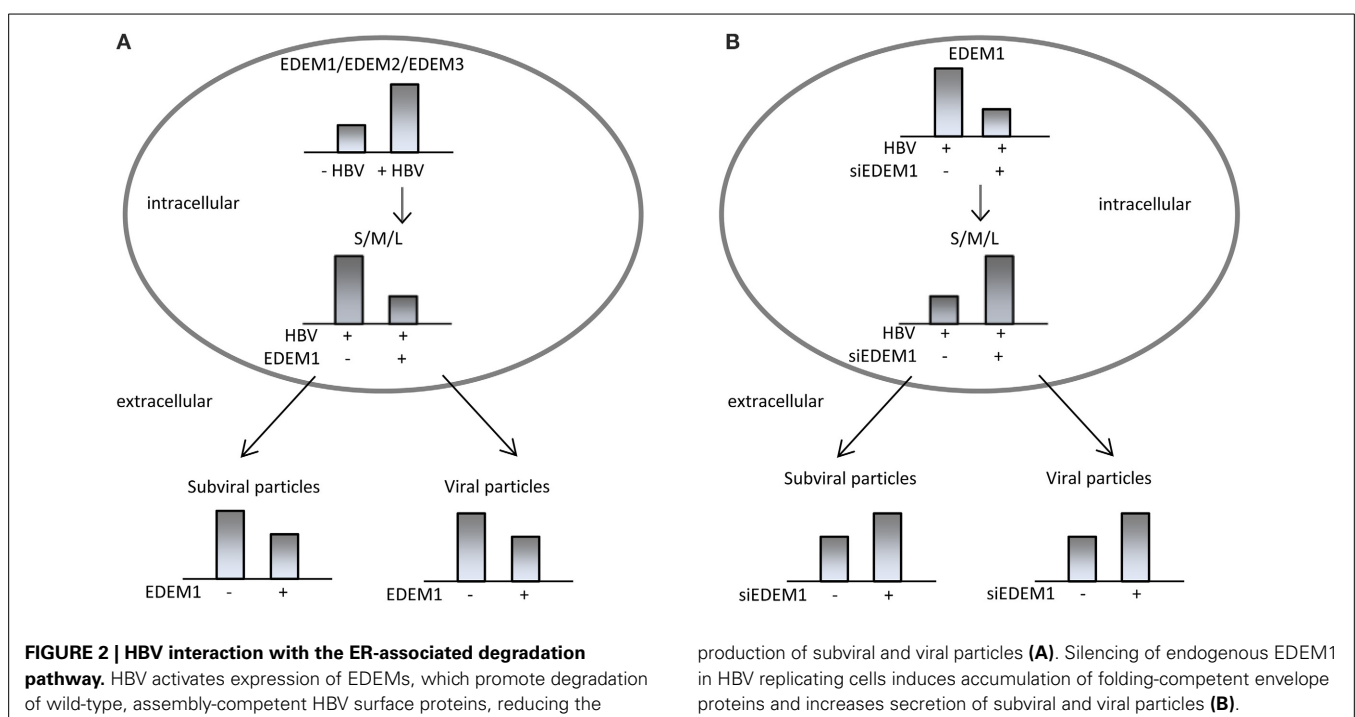 A
EDEM1/EDEM2/EDEM3
- HBV + HBV
intracellular
S/M/L
HBV + +
EDEM1 - +
extracellular
Subviral particles
Viral particles
EDEM1 - +
EDEM1 - +
B
EDEM1
HBV + +
siEDEM1 - +
intracellular
S/M/L
HBV + +
siEDEM1 - +
extracellular
Subviral particles
Viral particles
siEDEM1 - +
siEDEM1 - +
FIGURE 2 | HBV interaction with the ER-associated degradation
pathway. HBV activates expression of EDEMs, which promote degradation
of wild-type, assembly-competent HBV surface proteins, reducing the
production of subviral and viral particles (A). Silencing of endogenous EDEM1
in HBV replicating cells induces accumulation of folding-competent envelope
proteins and increases secretion of subviral and viral particles (B).